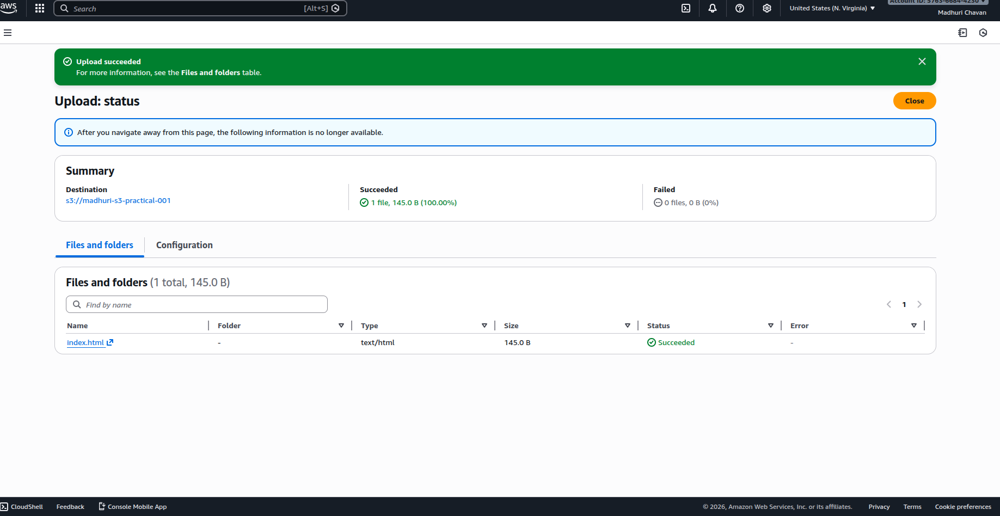 aws
Search [Alt+S]
United States (N. Virginia)
Account ID: 5763-6684-4230
Madhuri Chavan
Upload succeeded
For more information, see the Files and folders table.
Upload: status
Close
After you navigate away from this page, the following information is no longer available.
Summary
Destination
s3://madhuri-s3-practical-001
Succeeded
1 file, 145.0 B (100.00%)
Failed
0 files, 0 B (0%)
Files and folders
Configuration
Files and folders (1 total, 145.0 B)
Find by name
1
Name Folder Type Size Status Error
index.html - text/html 145.0 B Succeeded -
CloudShell Feedback Console Mobile App © 2026, Amazon Web Services, Inc. or its affiliates. Privacy Terms Cookie preferences